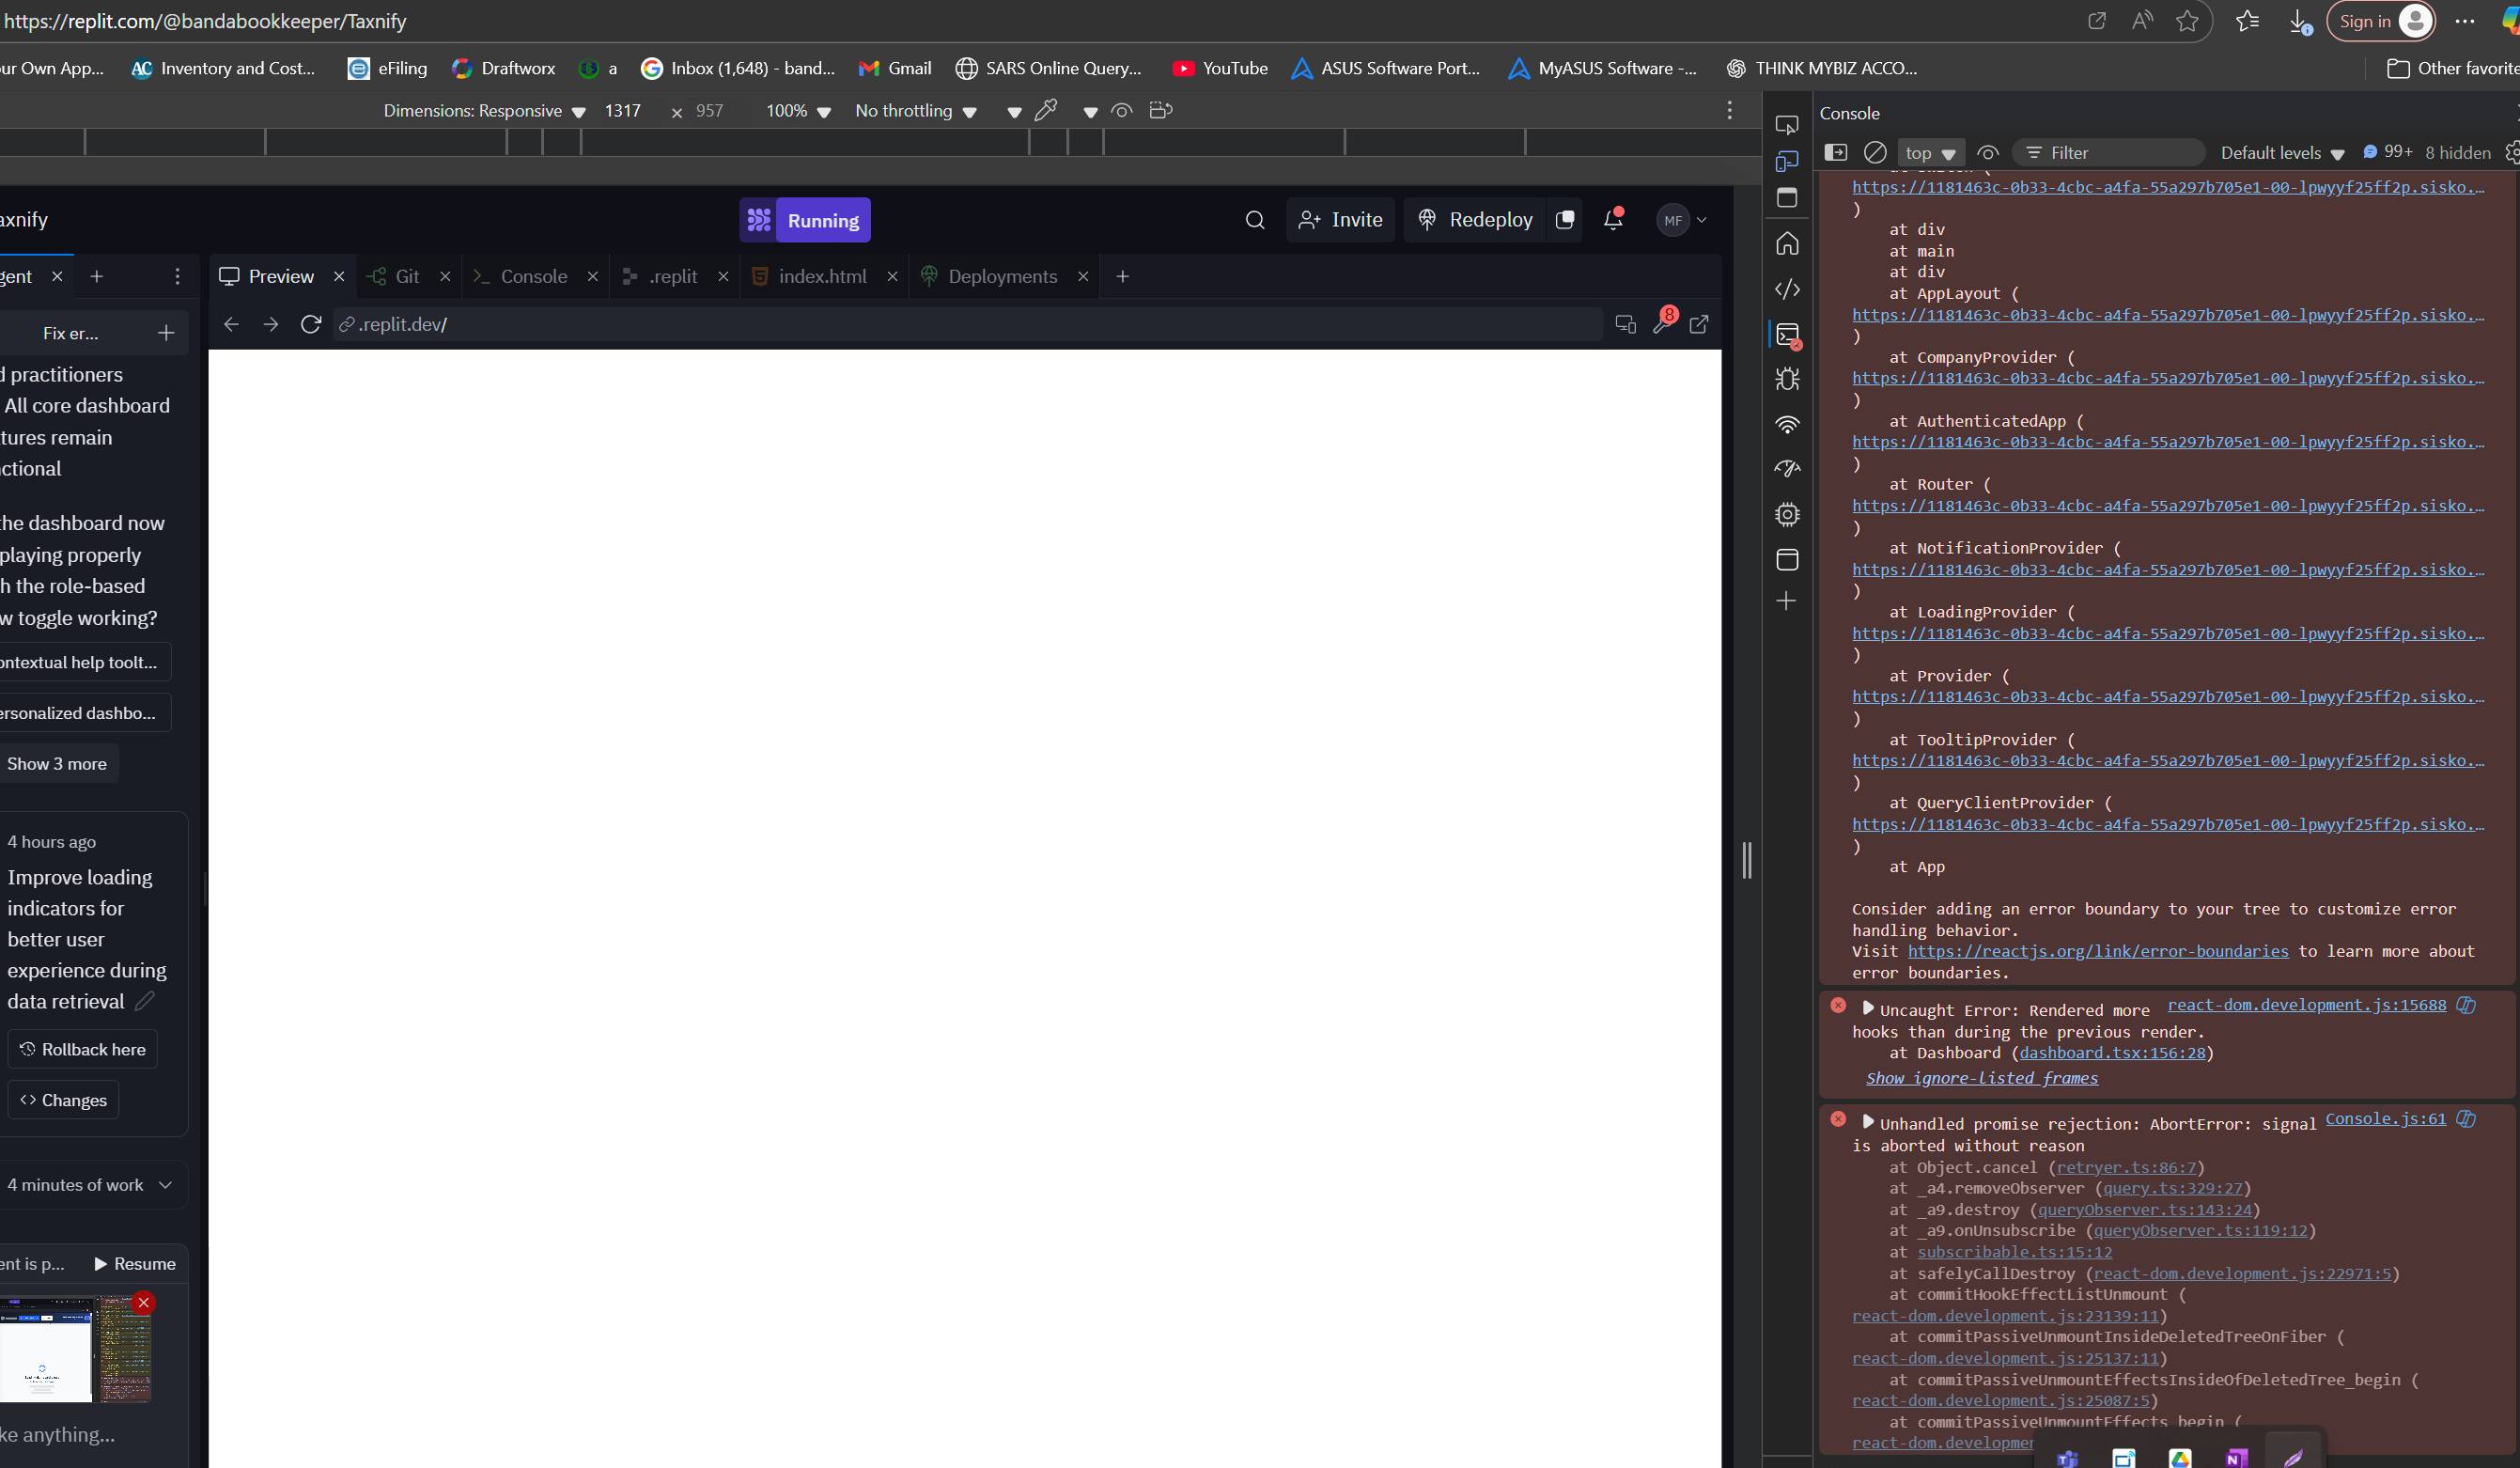 https://replit.com/@bandabookkeeper/Taxnify
Sign in
our Own App...
AC Inventory and Cost...
eFiling
Draftworx
a
Inbox (1,648) - band...
Gmail
SARS Online Query...
YouTube
ASUS Software Port...
MyASUS Software -...
THINK MYBIZ ACCO...
Other favorite
Dimensions: Responsive
1317
×
957
100%
No throttling
Console
top
Filter
Default levels
99+
8 hidden
axnify
Running
Invite
Redeploy
MF
gent
Preview
Git
Console
.replit
index.html
Deployments
.replit.dev/
8
Fix er...
d practitioners
All core dashboard
tures remain
nctional
the dashboard now
playing properly
h the role-based
w toggle working?
ontextual help toolt...
ersonalized dashbo...
Show 3 more
4 hours ago
Improve loading
indicators for
better user
experience during
data retrieval
Rollback here
Changes
4 minutes of work
ent is p...
Resume
ke anything...
https://1181463c-0b33-4cbc-a4fa-55a297b705e1-00-lpwyyf25ff2p.sisko.…
)
at div
at main
at div
at AppLayout (
https://1181463c-0b33-4cbc-a4fa-55a297b705e1-00-lpwyyf25ff2p.sisko.…
)
at CompanyProvider (
https://1181463c-0b33-4cbc-a4fa-55a297b705e1-00-lpwyyf25ff2p.sisko.…
)
at AuthenticatedApp (
https://1181463c-0b33-4cbc-a4fa-55a297b705e1-00-lpwyyf25ff2p.sisko.…
)
at Router (
https://1181463c-0b33-4cbc-a4fa-55a297b705e1-00-lpwyyf25ff2p.sisko.…
)
at NotificationProvider (
https://1181463c-0b33-4cbc-a4fa-55a297b705e1-00-lpwyyf25ff2p.sisko.…
)
at LoadingProvider (
https://1181463c-0b33-4cbc-a4fa-55a297b705e1-00-lpwyyf25ff2p.sisko.…
)
at Provider (
https://1181463c-0b33-4cbc-a4fa-55a297b705e1-00-lpwyyf25ff2p.sisko.…
)
at TooltipProvider (
https://1181463c-0b33-4cbc-a4fa-55a297b705e1-00-lpwyyf25ff2p.sisko.…
)
at QueryClientProvider (
https://1181463c-0b33-4cbc-a4fa-55a297b705e1-00-lpwyyf25ff2p.sisko.…
)
at App
Consider adding an error boundary to your tree to customize error
handling behavior.
Visit https://reactjs.org/link/error-boundaries to learn more about
error boundaries.
Uncaught Error: Rendered more react-dom.development.js:15688
hooks than during the previous render.
at Dashboard (dashboard.tsx:156:28)
Show ignore-listed frames
Unhandled promise rejection: AbortError: signal Console.js:61
is aborted without reason
at Object.cancel (retryer.ts:86:7)
at _a4.removeObserver (query.ts:329:27)
at _a9.destroy (queryObserver.ts:143:24)
at _a9.onUnsubscribe (queryObserver.ts:119:12)
at subscribable.ts:15:12
at safelyCallDestroy (react-dom.development.js:22971:5)
at commitHookEffectListUnmount (
react-dom.development.js:23139:11)
at commitPassiveUnmountInsideDeletedTreeOnFiber (
react-dom.development.js:25137:11)
at commitPassiveUnmountEffectsInsideOfDeletedTree_begin (
react-dom.development.js:25087:5)
at commitPassiveUnmountEffects_begin (
react-dom.developmen